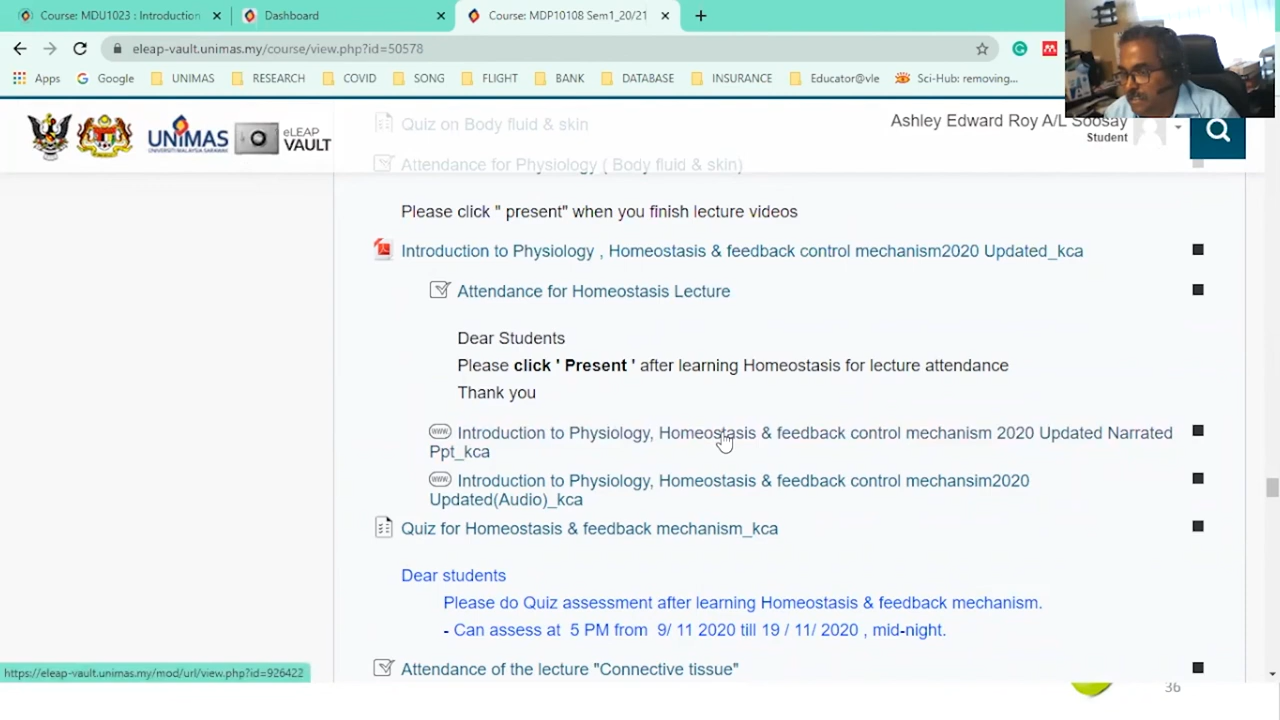 Course: MDU1023 : Introduction
Dashboard
Course: MDP10108 Sem1_20/21
eleap-vault.unimas.my/course/view.php?id=50578
Apps
Google
UNIMAS
RESEARCH
COVID
SONG
FLIGHT
BANK
DATABASE
INSURANCE
Educator@vle
Sci-Hub: removing...
UNIMAS
eLEAP
VAULT
Ashley Edward Roy A/L Soosay
Student
Quiz on Body fluid & skin
Attendance for Physiology ( Body fluid & skin)
Please click " present" when you finish lecture videos
Introduction to Physiology , Homeostasis & feedback control mechanism2020 Updated_kca
Attendance for Homeostasis Lecture
Dear Students
Please click ' Present ' after learning Homeostasis for lecture attendance
Thank you
Introduction to Physiology, Homeostasis & feedback control mechanism 2020 Updated Narrated
Ppt_kca
Introduction to Physiology, Homeostasis & feedback control mechansim2020
Updated(Audio)_kca
Quiz for Homeostasis & feedback mechanism_kca
Dear students
Please do Quiz assessment after learning Homeostasis & feedback mechanism.
- Can assess at 5 PM from 9/ 11 2020 till 19 / 11/ 2020 , mid-night.
Attendance of the lecture "Connective tissue"
https://eleap-vault.unimas.my/mod/url/view.php?id=926422
36